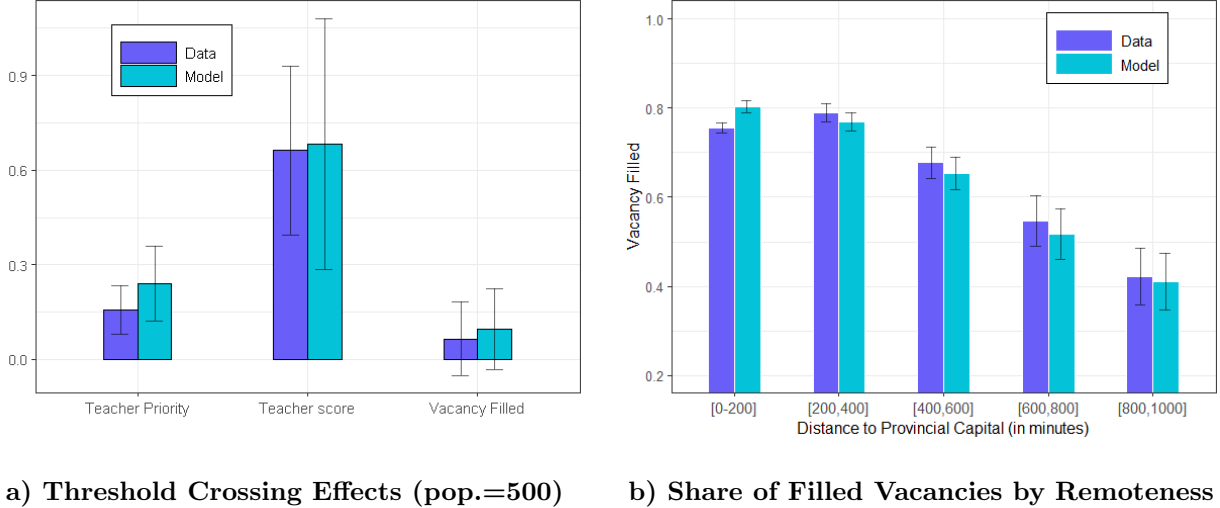 Data
Model
0.9
0.6
0.3
0.0
Teacher Priority
Teacher score
Vacancy Filled
1.0
0.8
0.6
0.4
0.2
Vacancy Filled
Data
Model
[0-200]
[200,400]
[400,600]
[600,800]
[800,1000]
Distance to Provincial Capital (in minutes)
a) Threshold Crossing Effects (pop.=500)
b) Share of Filled Vacancies by Remoteness